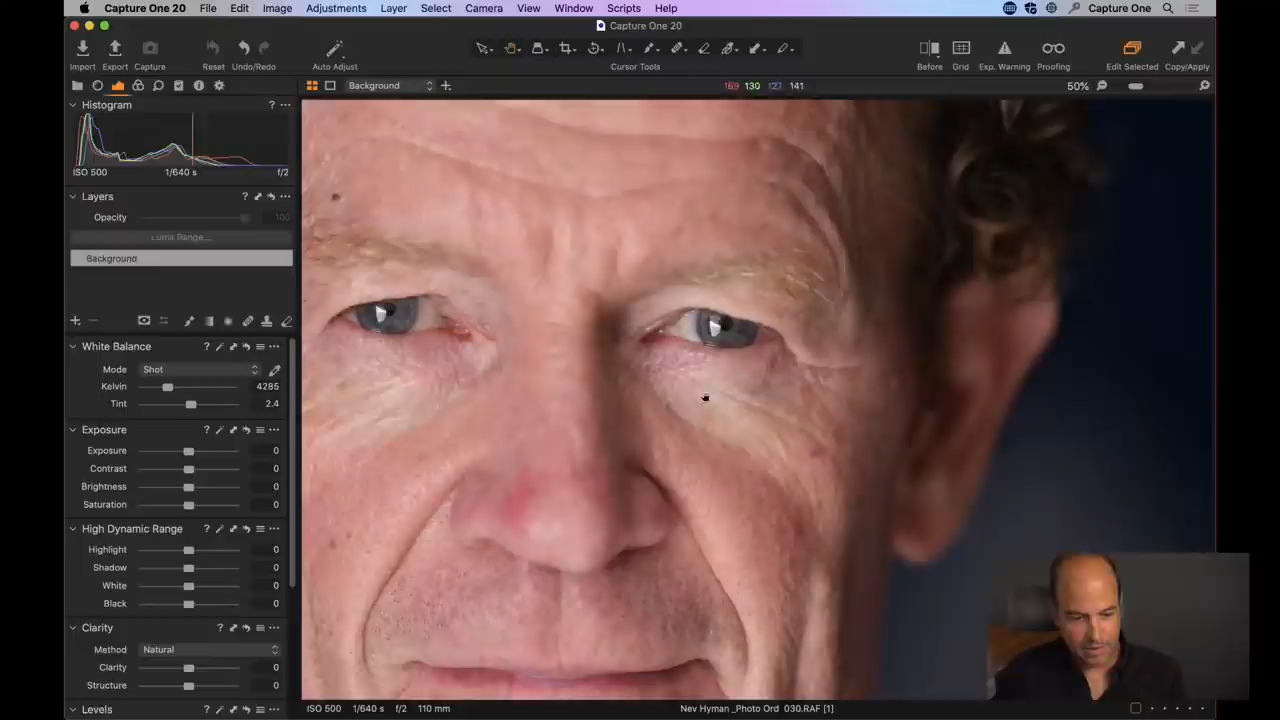 Capture One 20 File Edit Image Adjustments Layer Select Camera View Window Scripts Help Capture One
Capture One 20
Import Export Capture Reset Undo/Redo Auto Adjust Cursor Tools Before Grid Exp. Warning Proofing Edit Selected Copy/Apply
Background 169 130 127 141 50%
Histogram
ISO 500 1/640 s f/2
Layers
Opacity 100
Luma Range...
Background
White Balance
Mode Shot
Kelvin 4285
Tint 2.4
Exposure
Exposure 0
Contrast 0
Brightness 0
Saturation 0
High Dynamic Range
Highlight 0
Shadow 0
White 0
Black 0
Clarity
Method Natural
Clarity 0
Structure 0
Levels
ISO 500 1/640 s f/2 110 mm Nev Hyman _Photo Ord 030.RAF [1]